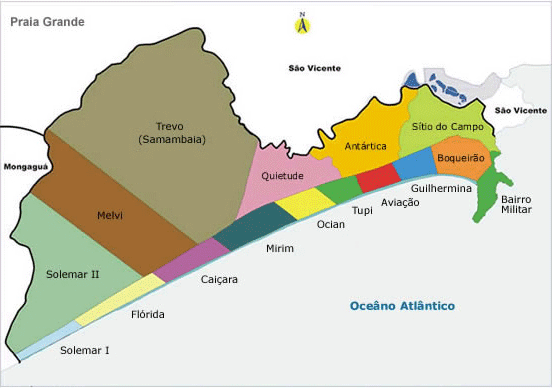 Praia Grande
N
São Vicente
São Vicente
Trevo
(Samambaia)
Sítio do Campo
Antártica
Boqueirão
Mongaguá
Quietude
Guilhermina
Bairro
Militar
Aviação
Melvi
Tupi
Ocian
Mirim
Solemar II
Caiçara
Oceâno Atlântico
Flórida
Solemar I